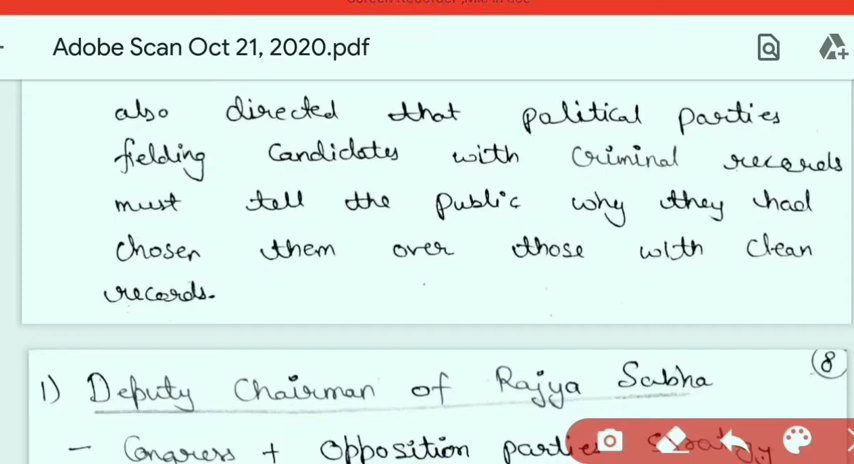 Adobe Scan Oct 21, 2020.pdf
also directed that political parties
fielding candidates with criminal records
must tell the public why they had
chosen them over those with clean
records.
8
1) Deputy Chairman of Rajya Sabha
- Congress + Opposition parties